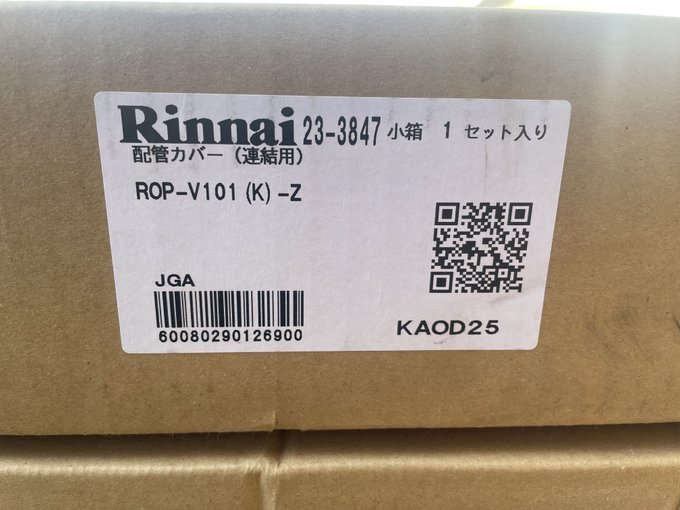 Rinnai 23-3847 小箱 1 セット入り
配管カバー (連結用)
ROP-V101 (K) -Z
JGA
60080290126900
KAOD25